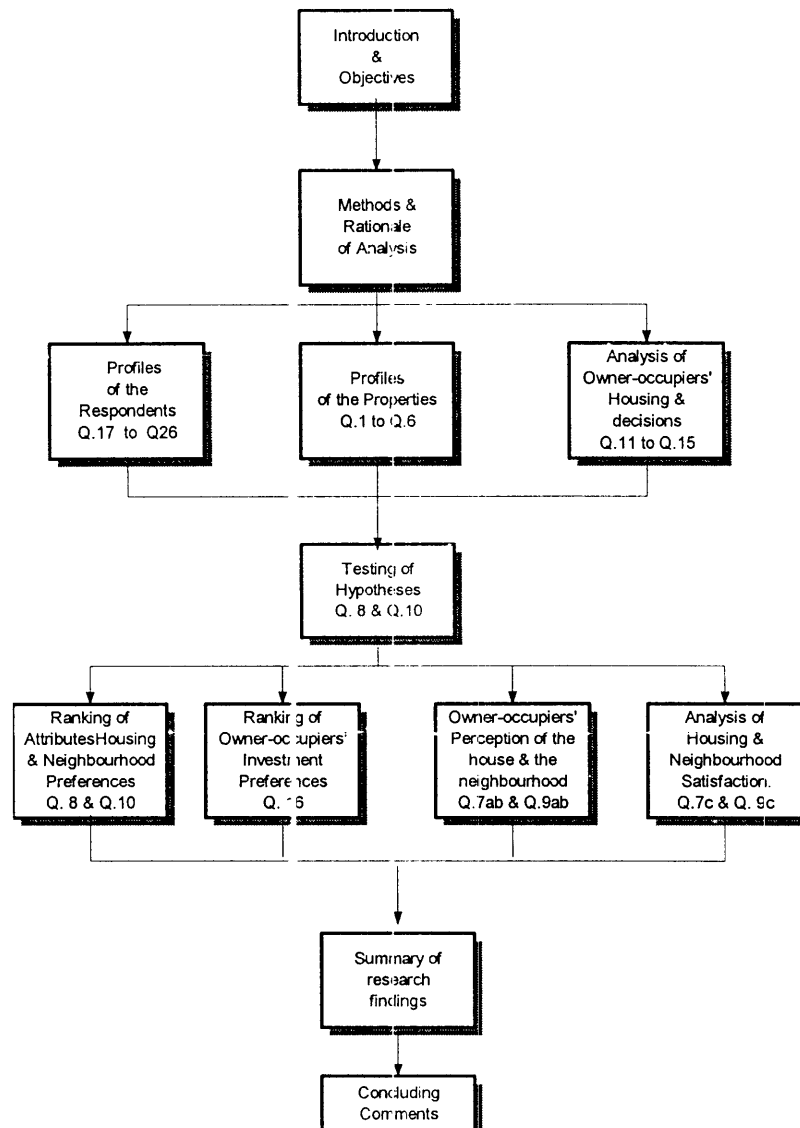 Introduction
&
Objectives
Methods &
Rationale
of Analysis
Profiles
of the
Respondents
Q.17 to Q26
Profiles
of the Properties
Q.1 to Q.6
Analysis of
Owner-occupiers'
Housing &
decisions
Q.11 to Q.15
Testing of
Hypotheses
Q. 8 & Q.10
Ranking of
AttributesHousing
& Neighbourhood
Preferences
Q. 8 & Q.10
Ranking of
Owner-occupiers'
Investment
Preferences
Q. 16
Owner-occupiers'
Perception of the
house & the
neighbourhood
Q.7ab & Q.9ab
Analysis of
Housing &
Neighbourhood
Satisfaction.
Q.7c & Q. 9c
Summary of
research
findings
Concluding
Comments